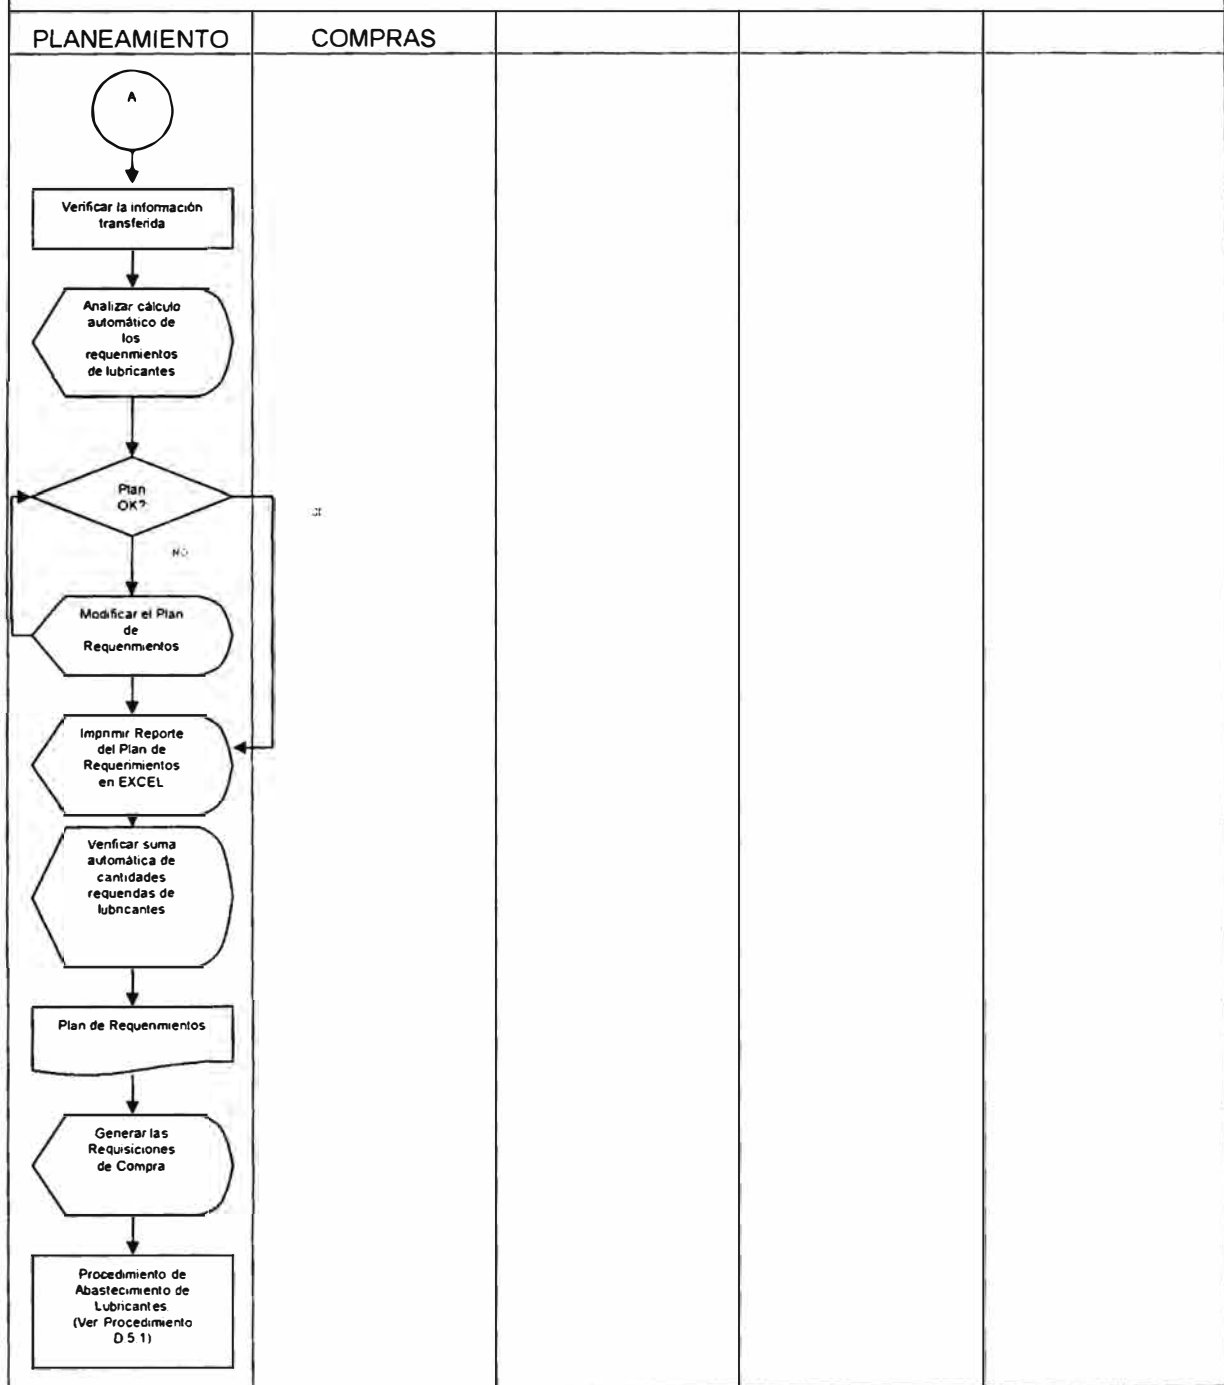 PLANEAMIENTO
COMPRAS
A
Verificar la información
transferida
Analizar cálculo
automático de
los
requerimientos
de lubricantes
Plan
OK?
SI
NO
Modificar el Plan
de
Requerimientos
Imprimir Reporte
del Plan de
Requerimientos
en EXCEL
Verificar suma
automática de
cantidades
requeridas de
lubricantes
Plan de Requerimientos
Generar las
Requisiciones
de Compra
Procedimiento de
Abastecimiento de
Lubricantes.
(Ver Procedimiento
D.5.1)